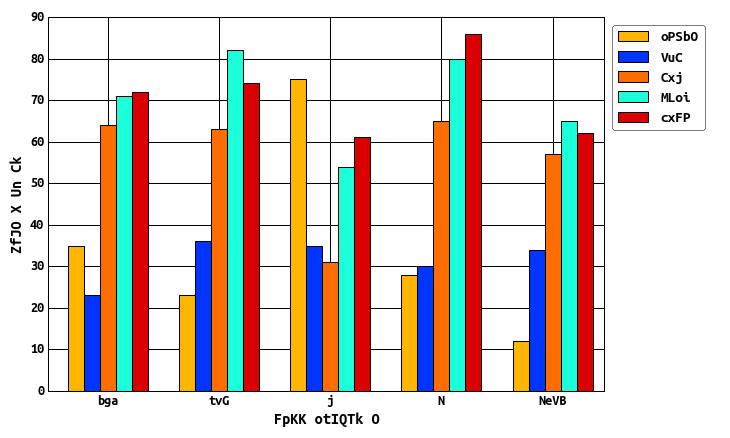 90
80
70
60
50
40
30
20
10
0
ZfJO X Un Ck
bga tvG j N NeVB
FpKK otIQTk O
oPSbO
VuC
Cxj
MLoi
cxFP